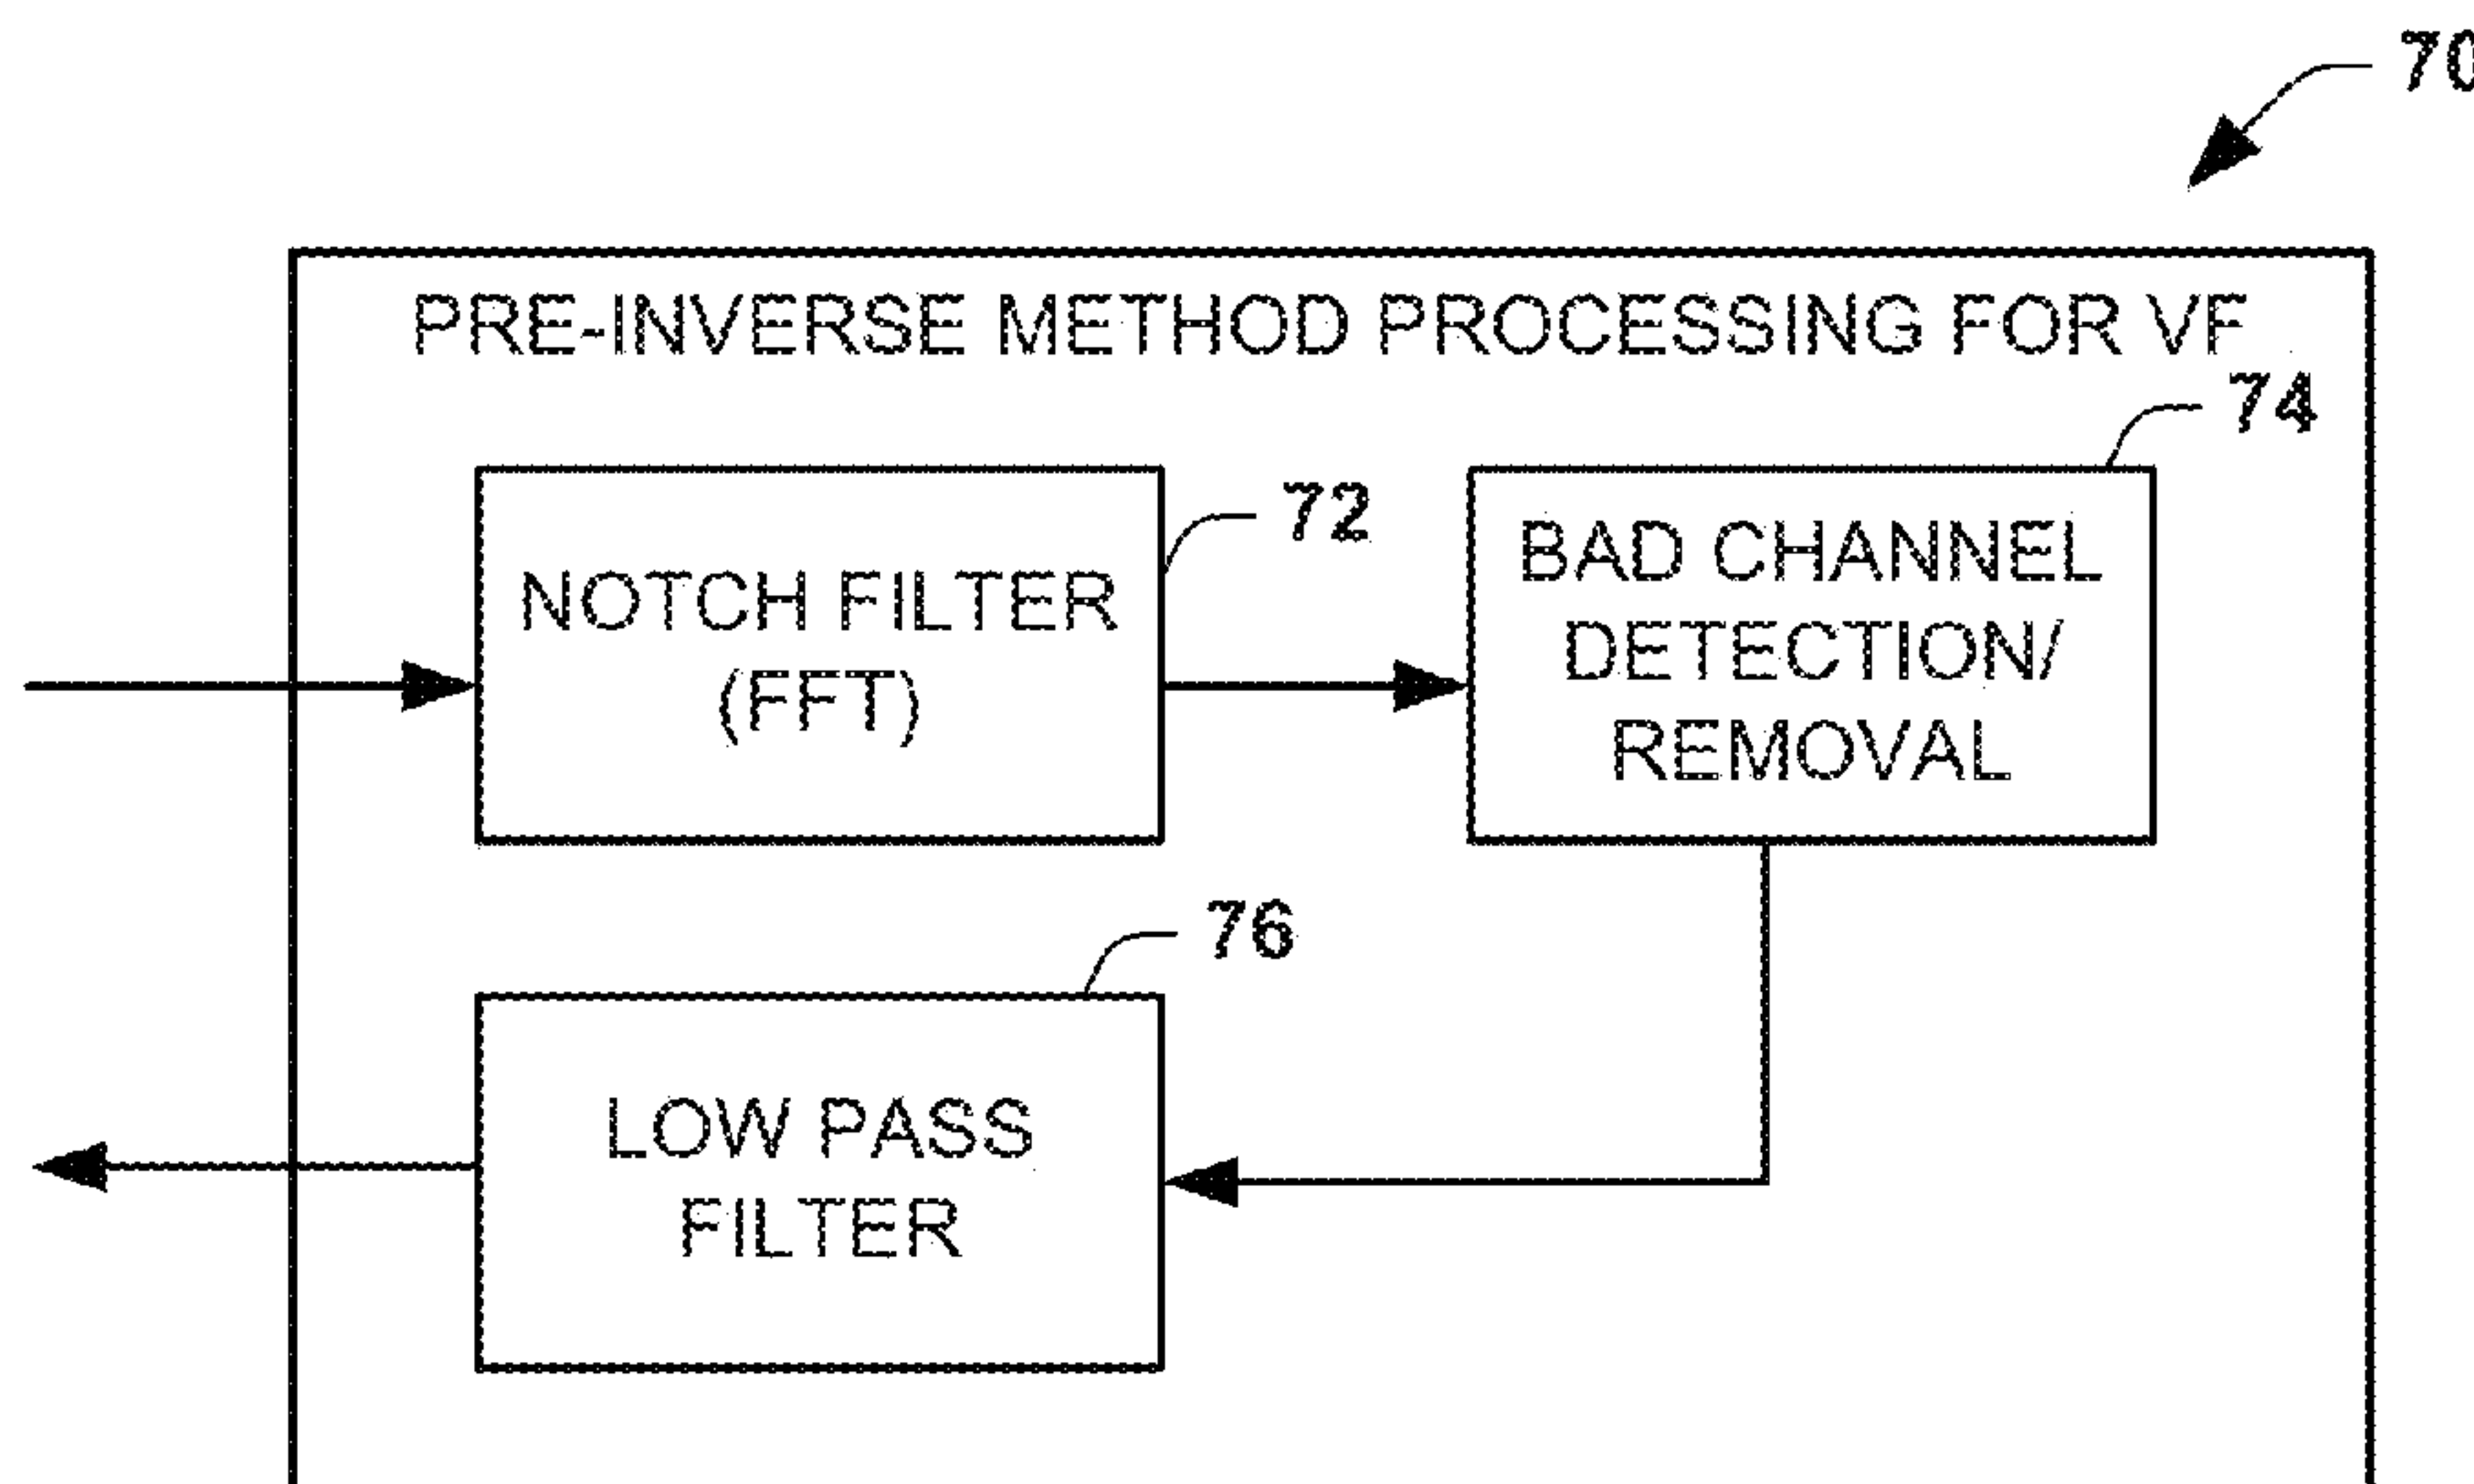 70
PRE-INVERSE METHOD PROCESSING FOR VF
74
72
NOTCH FILTER
(FFT)
BAD CHANNEL
DETECTION/
REMOVAL
76
LOW PASS
FILTER